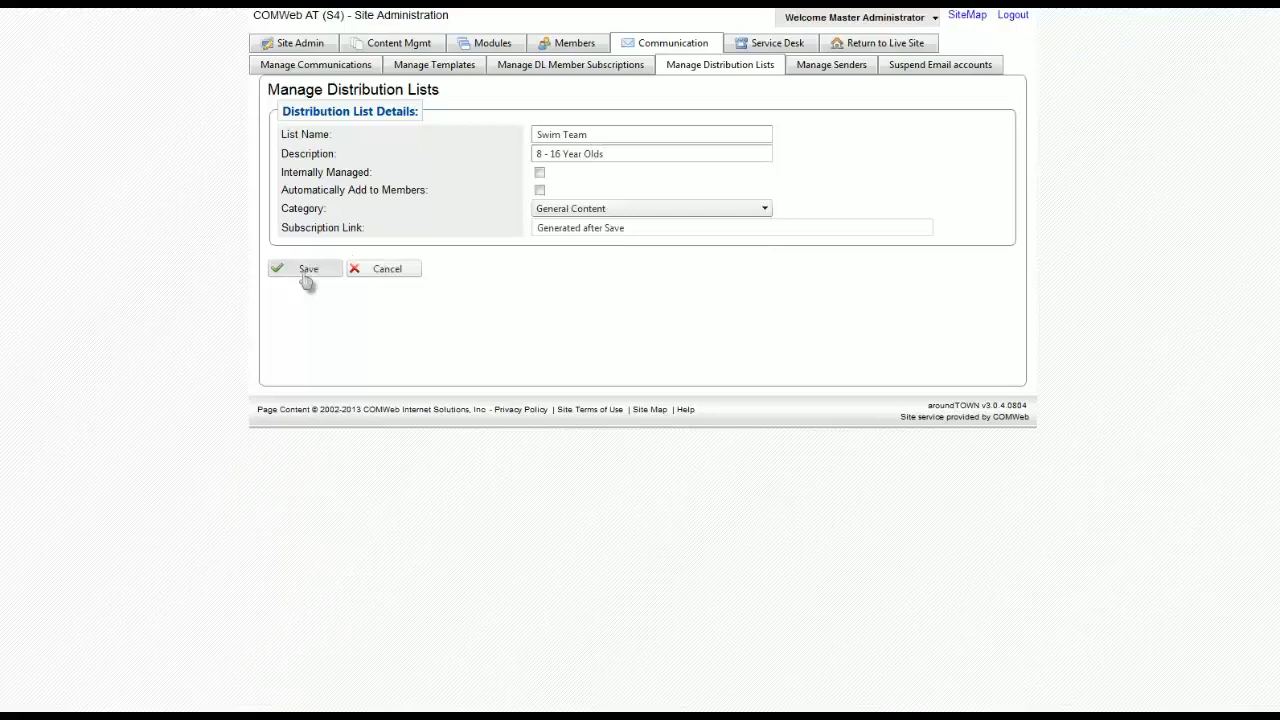 COMWeb AT (S4) - Site Administration
Welcome Master Administrator SiteMap Logout
Site Admin Content Mgmt Modules Members Communication Service Desk Return to Live Site
Manage Communications Manage Templates Manage DL Member Subscriptions Manage Distribution Lists Manage Senders Suspend Email accounts
Manage Distribution Lists
Distribution List Details:
List Name: Swim Team
Description: 8 - 16 Year Olds
Internally Managed:
Automatically Add to Members:
Category: General Content
Subscription Link: Generated after Save
Save Cancel
Page Content © 2002-2013 COMWeb Internet Solutions, Inc - Privacy Policy | Site Terms of Use | Site Map | Help
aroundTOWN v3.0.4.0804
Site service provided by COMWeb